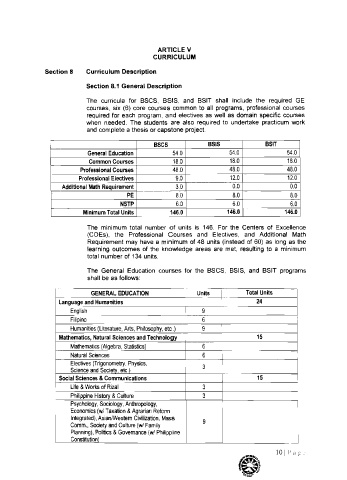 ARTICLE V
CURRICULUM
Section 8 Curriculum Description
Section 8.1 General Description
The curricula for BSCS, BSIS, and BSIT shall include the required GE
courses, six (6) core courses common to all programs, professional courses
required for each program, and electives as well as domain specific courses
when needed. The students are also required to undertake practicum work
and complete a thesis or capstone project.
BSCS BSIS BSIT
General Education 54.0 54.0 54.0
Common Courses 18.0 18.0 18.0
Professional Courses 48.0 48.0 48.0
Professional Electives 9.0 12.0 12.0
Additional Math Requirement 3.0 0.0 0.0
PE 8.0 8.0 8.0
NSTP 6.0 6.0 6.0
Minimum Total Units 146.0 146.0 146.0
The minimum total number of units is 146. For the Centers of Excellence
(COEs), the Professional Courses and Electives, and Additional Math
Requirement may have a minimum of 48 units (instead of 60) as long as the
learning outcomes of the knowledge areas are met, resulting to a minimum
total number of 134 units.
The General Education courses for the BSCS, BSIS, and BSIT programs
shall be as follows:
GENERAL EDUCATION Units Total Units
Language and Humanities 24
English 9
Filipino 6
Humanities (Literature, Arts, Philosophy, etc.) 9
Mathematics, Natural Sciences and Technology 15
Mathematics (Algebra, Statistics) 6
Natural Sciences 6
Electives (Trigonometry, Physics,
Science and Society, etc.) 3
Social Sciences & Communications 15
Life & Works of Rizal 3
Philippine History & Culture 3
Psychology, Sociology, Anthropology,
Economics (w/ Taxation & Agrarian Reform
Integrated), Asian/Western Civilization, Mass
Comm., Society and Culture (w/ Family
Planning), Politics & Governance (w/ Philippine
Constitution) 9
10 | P a g e